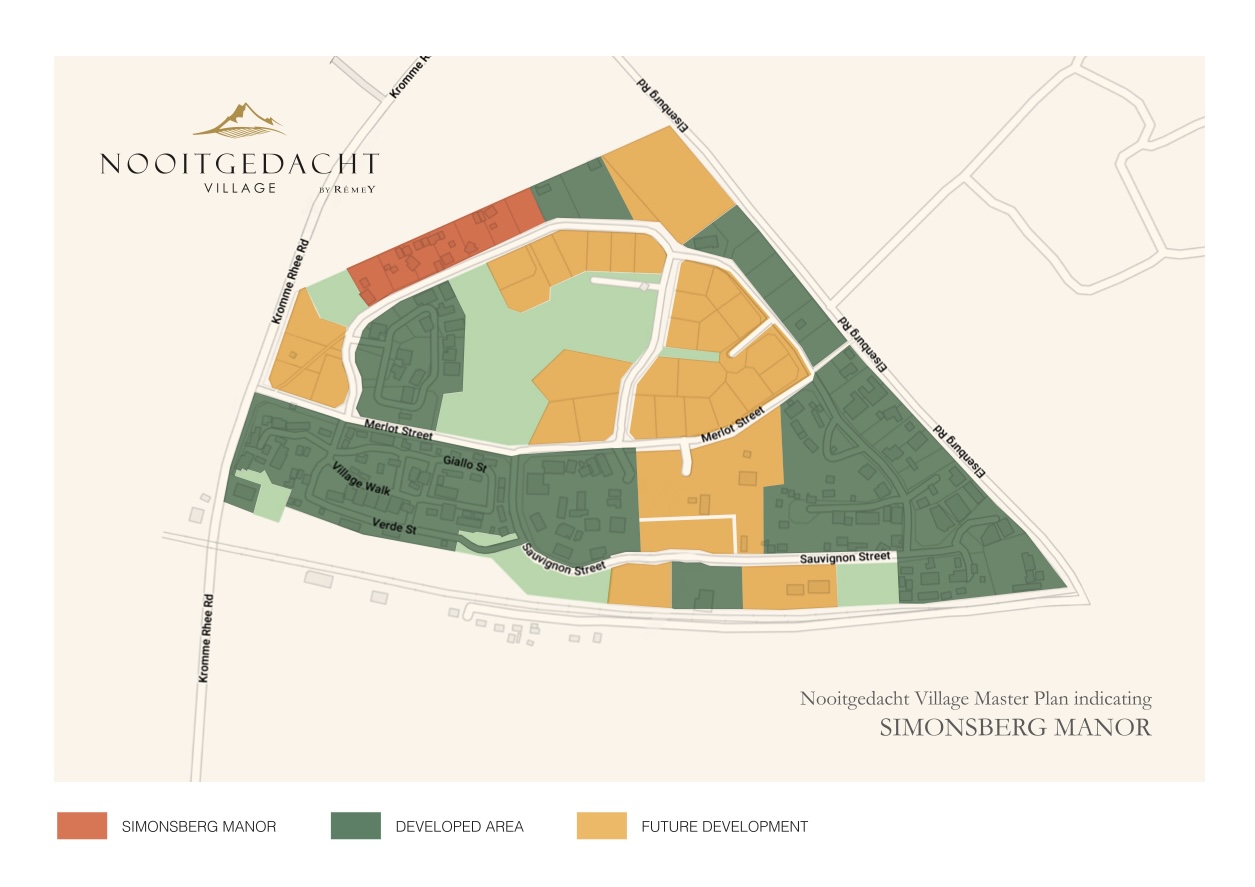 Kromme R
Elsenburg Rd
NOOITGEDACHT
VILLAGE
BY RÉMEY
Kromme Rhee Rd
Elsenburg Rd
Merlot Street
Merlot Street
Elsenburg Rd
Giallo St
Village Walk
Verde St
Sauvignon Street
Sauvignon Street
Kromme Rhee Rd
Nooitgedacht Village Master Plan indicating
SIMONSBERG MANOR
SIMONSBERG MANOR
DEVELOPED AREA
FUTURE DEVELOPMENT